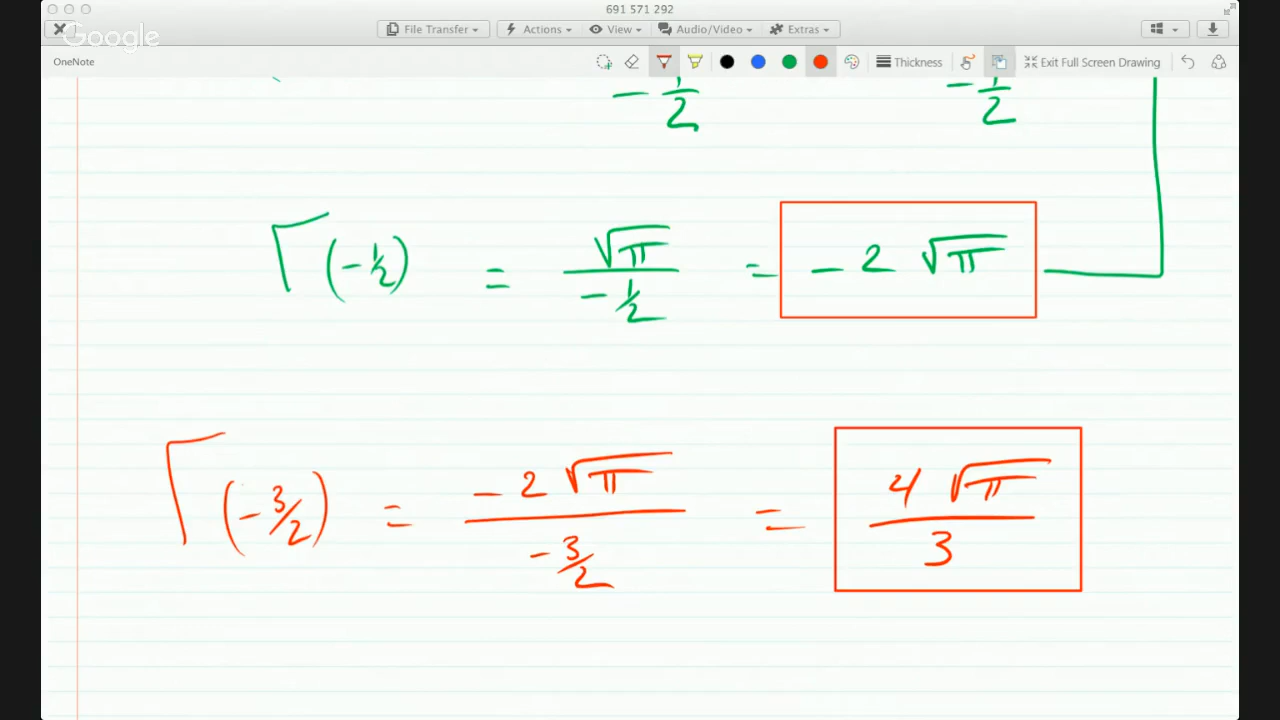 691 571 292
Google
File Transfer Actions View Audio/Video Extras
OneNote Thickness Exit Full Screen Drawing
-1/2 -1/2
Γ(-1/2) = √π / -1/2 = -2√π
Γ(-3/2) = -2√π / -3/2 = 4√π / 3